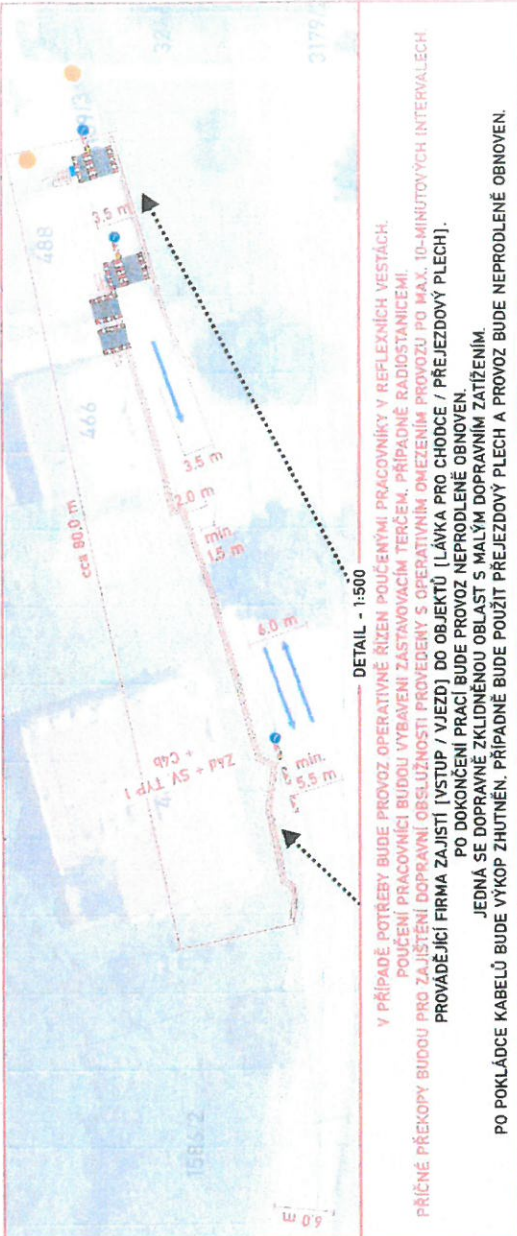 488
3.5 m
466
cca 80,0 m
3.5 m
2.0 m
min.
1.5 m
6.0 m
Z4d + SV. TYP 1
+ C4b
min.
5.5 m
1586/2
6.0 m
DETAIL - 1:500
V PŘÍPADĚ POTŘEBY BUDE PROVOZ OPERATIVNĚ ŘÍZEN POUČENÝMI PRACOVNÍKY V REFLEXNÍCH VESTÁCH.
POUČENÍ PRACOVNÍCI BUDOU VYBAVENI ZASTAVOVACÍM TERČEM, PŘÍPADNĚ RADIOSTANICEMI.
PŘÍČNÉ PŘEKOPY BUDOU PRO ZAJIŠTĚNÍ DOPRAVNÍ OBSLUŽNOSTI PROVEDENY S OPERATIVNÍM OMEZENÍM PROVOZU PO MAX. 10-MINUTOVÝCH INTERVALECH.
PROVÁDĚJÍCÍ FIRMA ZAJISTÍ [VSTUP / VJEZD] DO OBJEKTŮ [LÁVKA PRO CHODCE / PŘEJEZDOVÝ PLECH].
PO DOKONČENÍ PRACÍ BUDE PROVOZ NEPRODLENĚ OBNOVEN.
JEDNÁ SE DOPRAVNĚ ZKLIDNĚNOU OBLAST S MALÝM DOPRAVNÍM ZATÍŽENÍM.
PO POKLÁDCE KABELŮ BUDE VÝKOP ZHUTNĚN, PŘÍPADNĚ BUDE POUŽIT PŘEJEZDOVÝ PLECH A PROVOZ BUDE NEPRODLENĚ OBNOVEN.